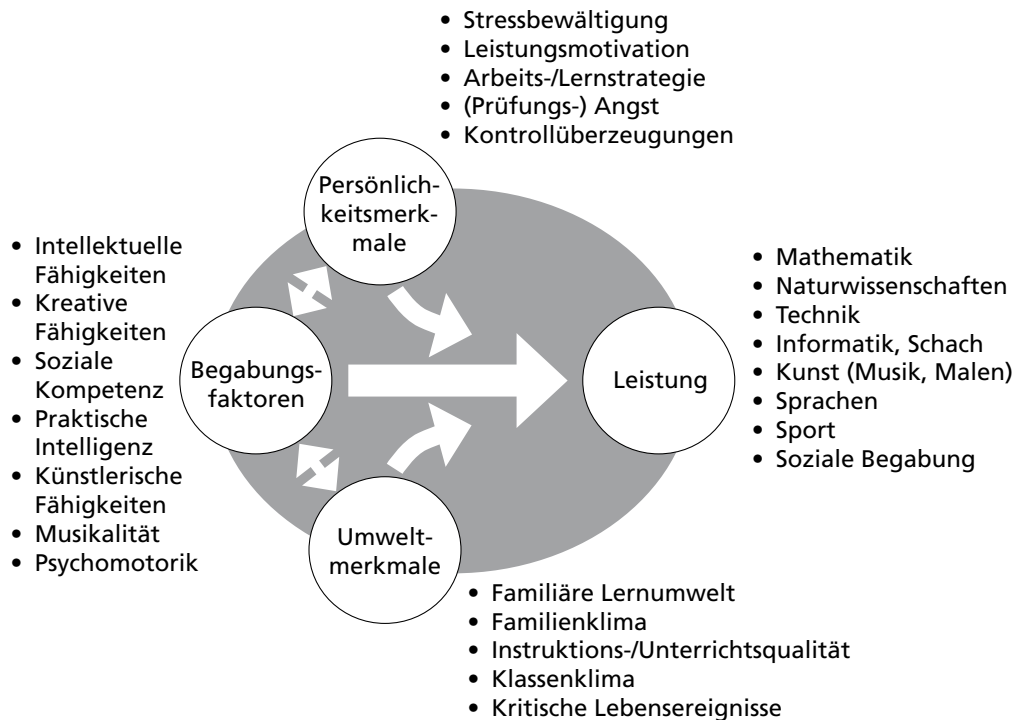 • Stressbewältigung
• Leistungsmotivation
• Arbeits-/Lernstrategie
• (Prüfungs-) Angst
• Kontrollüberzeugungen
Persönlich-
keitsmerk-
male
• Intellektuelle
Fähigkeiten
• Kreative
Fähigkeiten
• Soziale
Kompetenz
• Praktische
Intelligenz
• Künstlerische
Fähigkeiten
• Musikalität
• Psychomotorik
Begabungs-
faktoren
Leistung
• Mathematik
• Naturwissenschaften
• Technik
• Informatik, Schach
• Kunst (Musik, Malen)
• Sprachen
• Sport
• Soziale Begabung
Umwelt-
merkmale
• Familiäre Lernumwelt
• Familienklima
• Instruktions-/Unterrichtsqualität
• Klassenklima
• Kritische Lebensereignisse